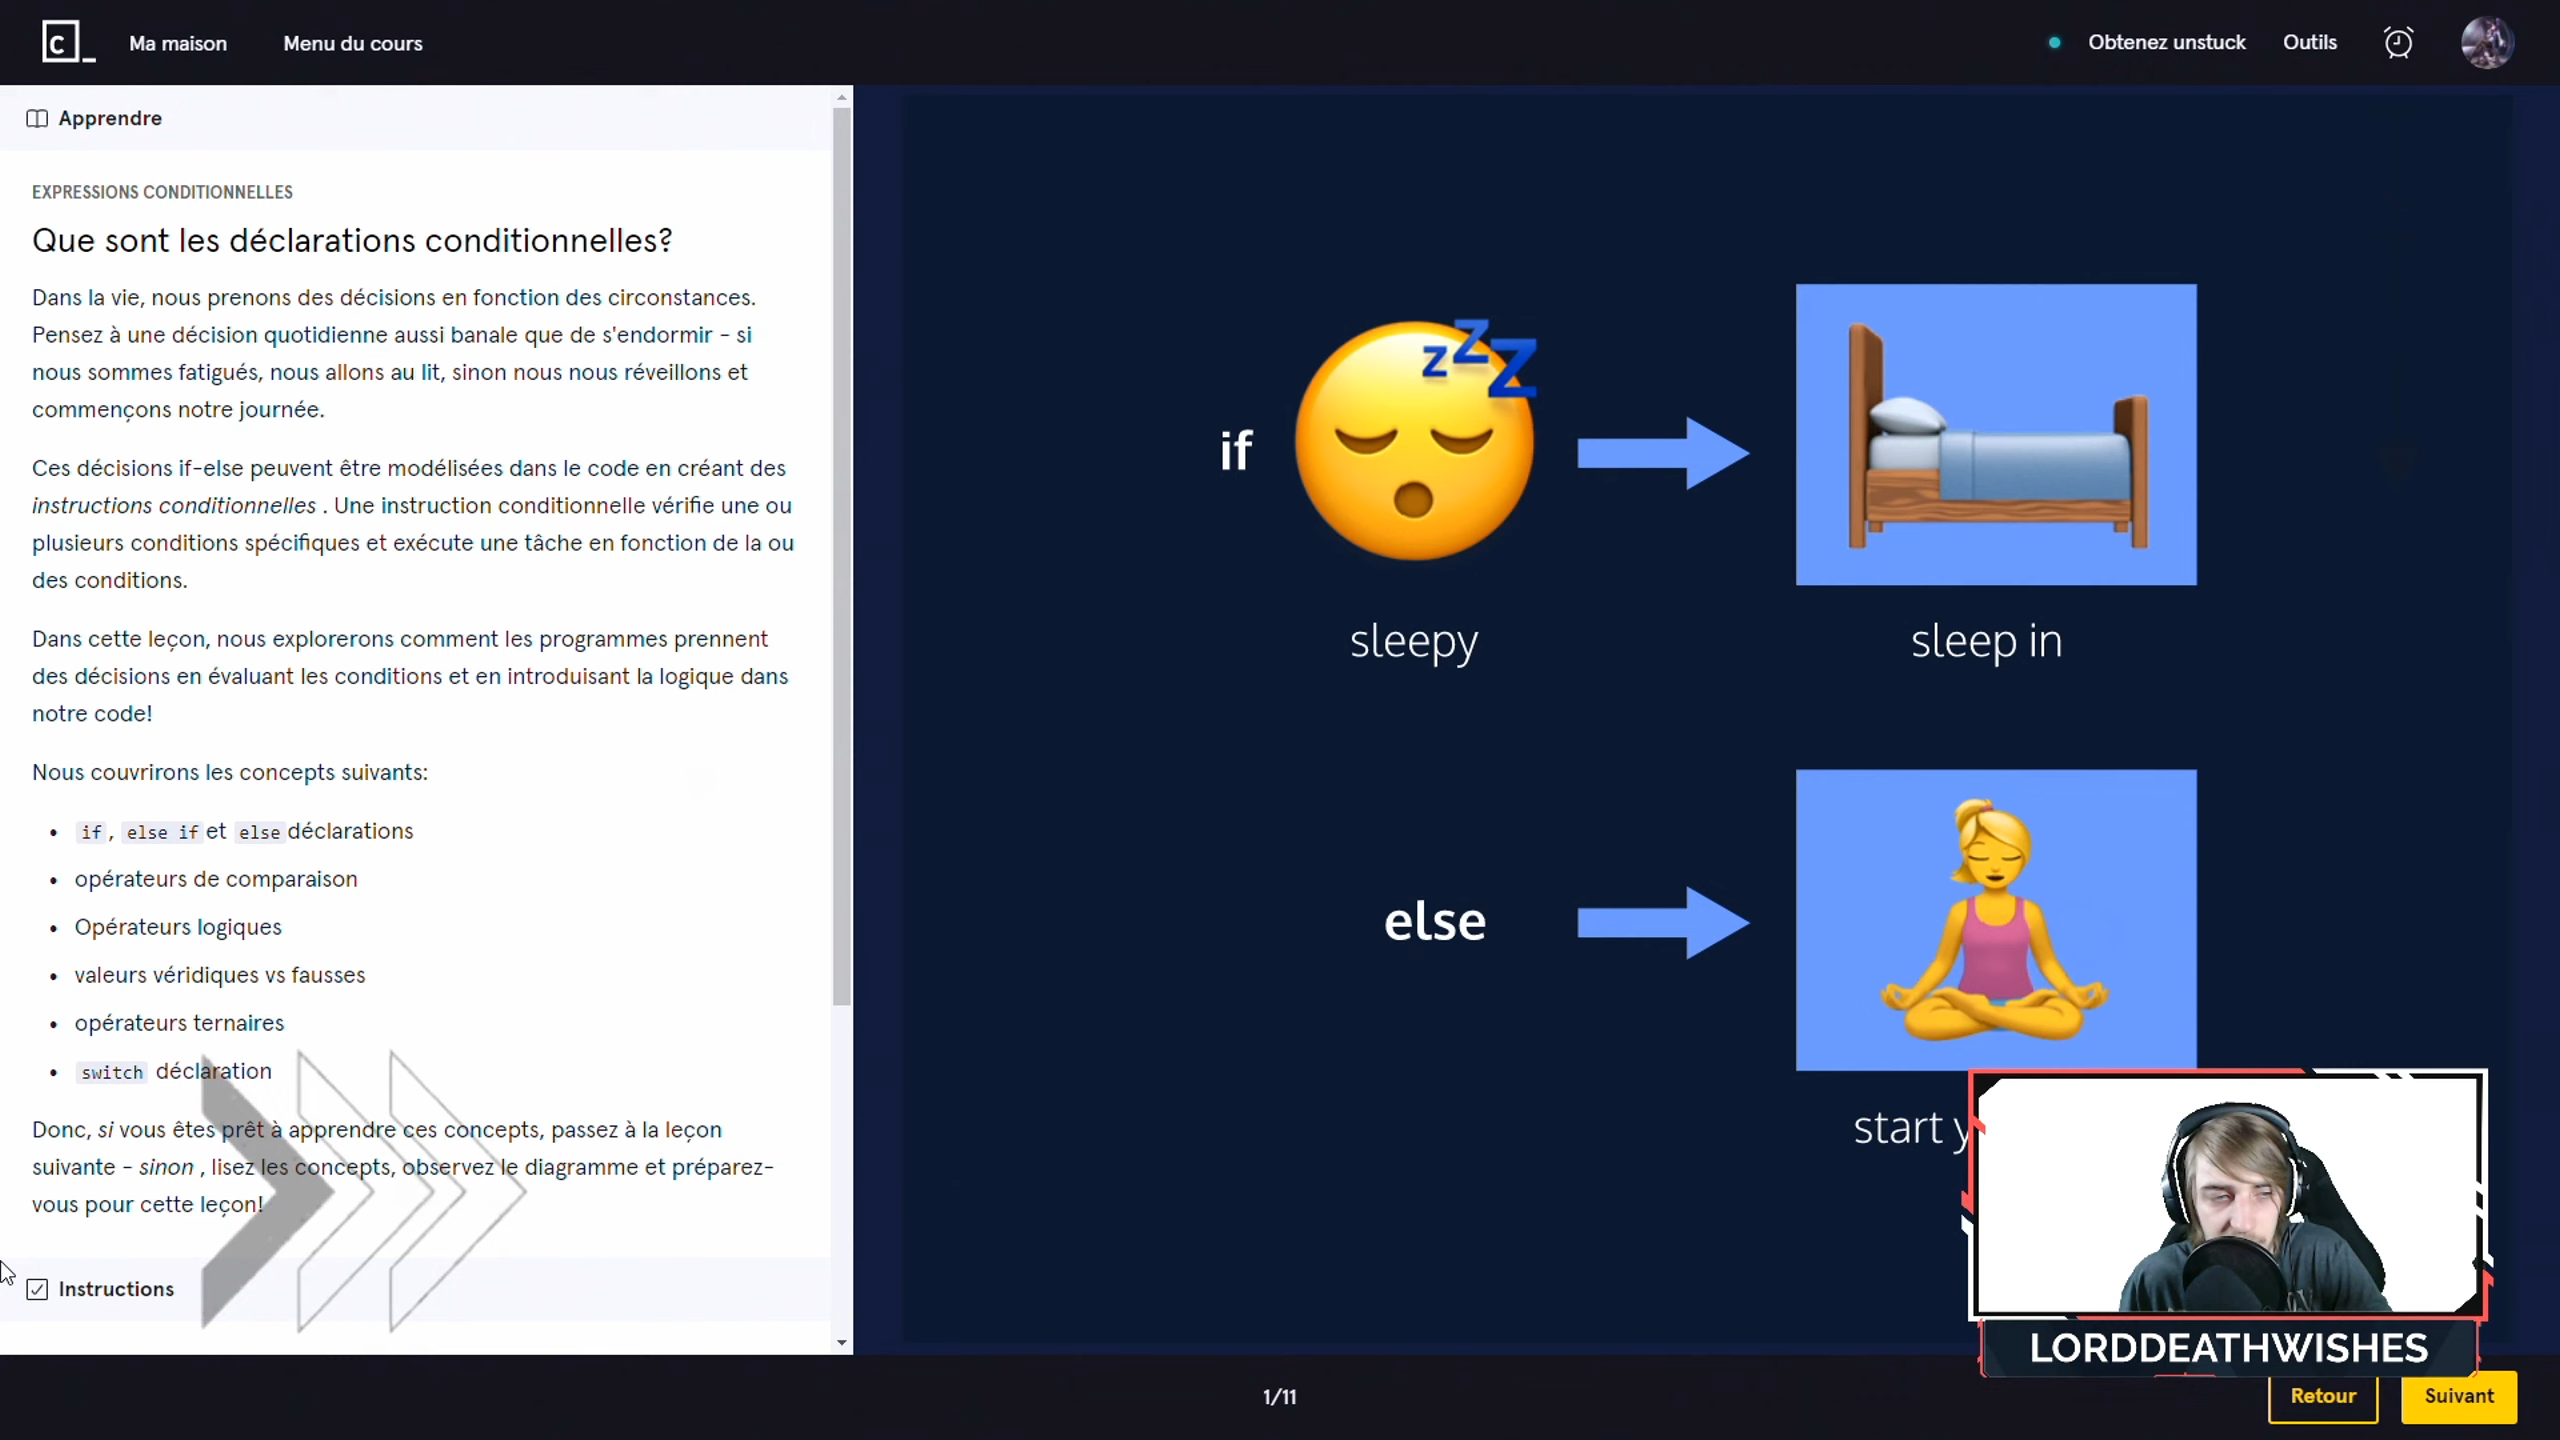 c_
Ma maison
Menu du cours
Obtenez unstuck
Outils
Apprendre
EXPRESSIONS CONDITIONNELLES
Que sont les déclarations conditionnelles?
Dans la vie, nous prenons des décisions en fonction des circonstances.
Pensez à une décision quotidienne aussi banale que de s'endormir - si
nous sommes fatigués, nous allons au lit, sinon nous nous réveillons et
commençons notre journée.
Ces décisions if-else peuvent être modélisées dans le code en créant des
instructions conditionnelles . Une instruction conditionnelle vérifie une ou
plusieurs conditions spécifiques et exécute une tâche en fonction de la ou
des conditions.
Dans cette leçon, nous explorerons comment les programmes prennent
des décisions en évaluant les conditions et en introduisant la logique dans
notre code!
Nous couvrirons les concepts suivants:
• if, else if et else déclarations
• opérateurs de comparaison
• Opérateurs logiques
• valeurs véridiques vs fausses
• opérateurs ternaires
• switch déclaration
Donc, si vous êtes prêt à apprendre ces concepts, passez à la leçon
suivante - sinon , lisez les concepts, observez le diagramme et préparez-
vous pour cette leçon!
Instructions
if
z z z
sleepy
sleep in
else
start y
LORDDEATHWISHES
1/11
Retour
Suivant